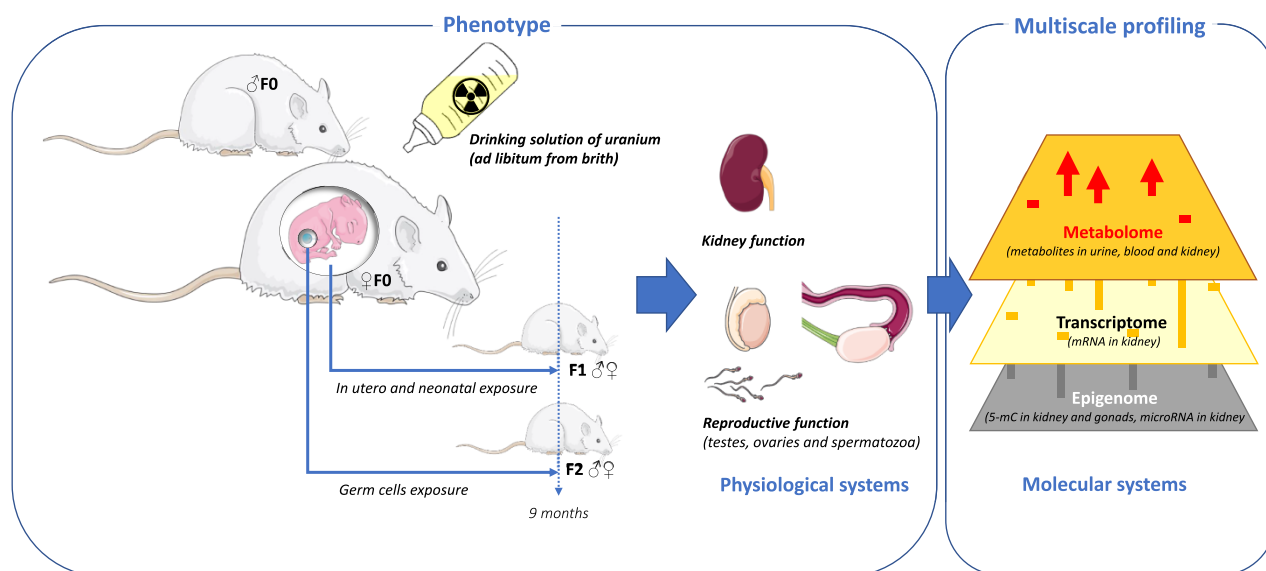 Phenotype
Multiscale profiling
♂F0
Drinking solution of uranium
(ad libitum from brith)
♀F0
Kidney function
Metabolome
(metabolites in urine, blood and kidney)
Transcriptome
(mRNA in kidney)
F1 ♂♀
In utero and neonatal exposure
Epigenome
(5-mC in kidney and gonads, microRNA in kidney
Reproductive function
(testes, ovaries and spermatozoa)
F2 ♂♀
Germ cells exposure
Physiological systems
Molecular systems
9 months